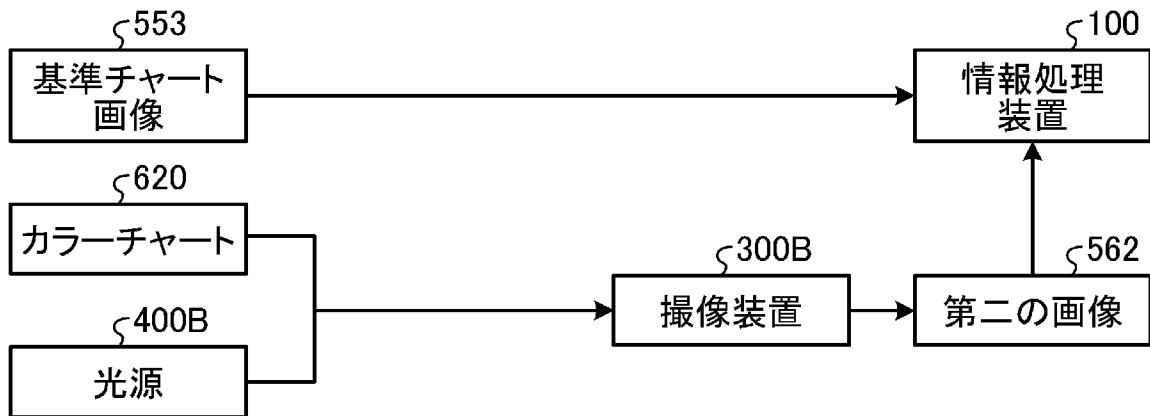 553
基準チャート
画像
100
情報処理
装置
620
カラーチャート
300B
撮像装置
562
第二の画像
400B
光源